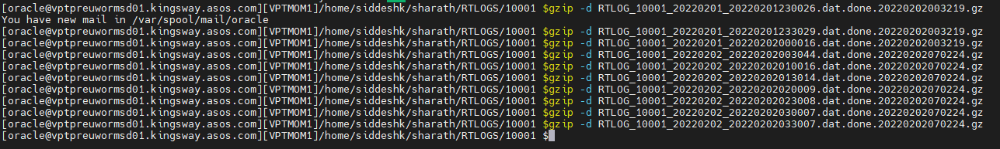 [oracle@vptpreuwormsd01.kingsway.asos.com][VPTMOM1]/home/siddeshk/sharath/RTLOGS/10001 $gzip -d RTLOG_10001_20220201_20220201230026.dat.done.20220202003219.gz
You have new mail in /var/spool/mail/oracle
[oracle@vptpreuwormsd01.kingsway.asos.com][VPTMOM1]/home/siddeshk/sharath/RTLOGS/10001 $gzip -d RTLOG_10001_20220201_20220201233029.dat.done.20220202003219.gz
[oracle@vptpreuwormsd01.kingsway.asos.com][VPTMOM1]/home/siddeshk/sharath/RTLOGS/10001 $gzip -d RTLOG_10001_20220201_20220202000016.dat.done.20220202003219.gz
[oracle@vptpreuwormsd01.kingsway.asos.com][VPTMOM1]/home/siddeshk/sharath/RTLOGS/10001 $gzip -d RTLOG_10001_20220202_20220202003044.dat.done.20220202070224.gz
[oracle@vptpreuwormsd01.kingsway.asos.com][VPTMOM1]/home/siddeshk/sharath/RTLOGS/10001 $gzip -d RTLOG_10001_20220202_20220202010016.dat.done.20220202070224.gz
[oracle@vptpreuwormsd01.kingsway.asos.com][VPTMOM1]/home/siddeshk/sharath/RTLOGS/10001 $gzip -d RTLOG_10001_20220202_20220202013014.dat.done.20220202070224.gz
[oracle@vptpreuwormsd01.kingsway.asos.com][VPTMOM1]/home/siddeshk/sharath/RTLOGS/10001 $gzip -d RTLOG_10001_20220202_20220202020009.dat.done.20220202070224.gz
[oracle@vptpreuwormsd01.kingsway.asos.com][VPTMOM1]/home/siddeshk/sharath/RTLOGS/10001 $gzip -d RTLOG_10001_20220202_20220202023008.dat.done.20220202070224.gz
[oracle@vptpreuwormsd01.kingsway.asos.com][VPTMOM1]/home/siddeshk/sharath/RTLOGS/10001 $gzip -d RTLOG_10001_20220202_20220202030007.dat.done.20220202070224.gz
[oracle@vptpreuwormsd01.kingsway.asos.com][VPTMOM1]/home/siddeshk/sharath/RTLOGS/10001 $gzip -d RTLOG_10001_20220202_20220202033007.dat.done.20220202070224.gz
[oracle@vptpreuwormsd01.kingsway.asos.com][VPTMOM1]/home/siddeshk/sharath/RTLOGS/10001 $